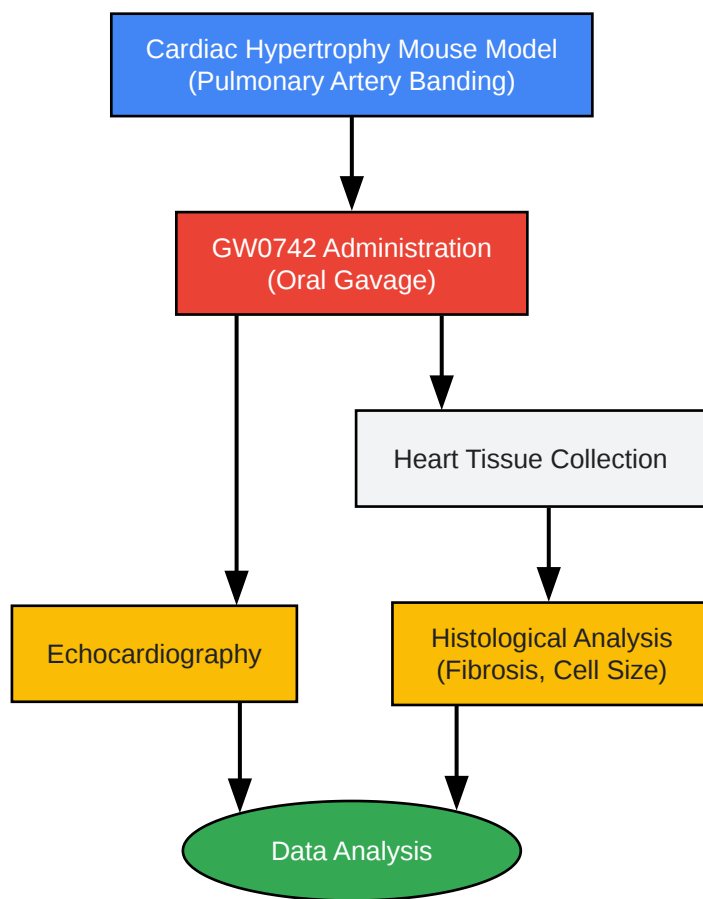 Cardiac Hypertrophy Mouse Model
(Pulmonary Artery Banding)
GW0742 Administration
(Oral Gavage)
Heart Tissue Collection
Echocardiography
Histological Analysis
(Fibrosis, Cell Size)
Data Analysis